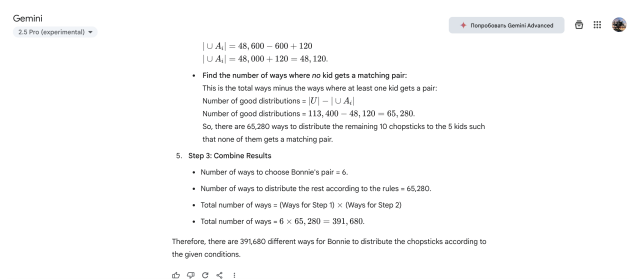 Gemini
2.5 Pro (experimental)
Попробовать Gemini Advanced
| ∪ A_i| = 48,600 − 600 + 120
| ∪ A_i| = 48,000 + 120 = 48,120.
• Find the number of ways where no kid gets a matching pair:
This is the total ways minus the ways where at least one kid gets a pair:
Number of good distributions = |U| − | ∪ A_i|
Number of good distributions = 113,400 − 48,120 = 65,280.
So, there are 65,280 ways to distribute the remaining 10 chopsticks to the 5 kids such
that none of them gets a matching pair.
5. Step 3: Combine Results
• Number of ways to choose Bonnie's pair = 6.
• Number of ways to distribute the rest according to the rules = 65,280.
• Total number of ways = (Ways for Step 1) × (Ways for Step 2)
• Total number of ways = 6 × 65,280 = 391,680.
Therefore, there are 391,680 different ways for Bonnie to distribute the chopsticks according to
the given conditions.